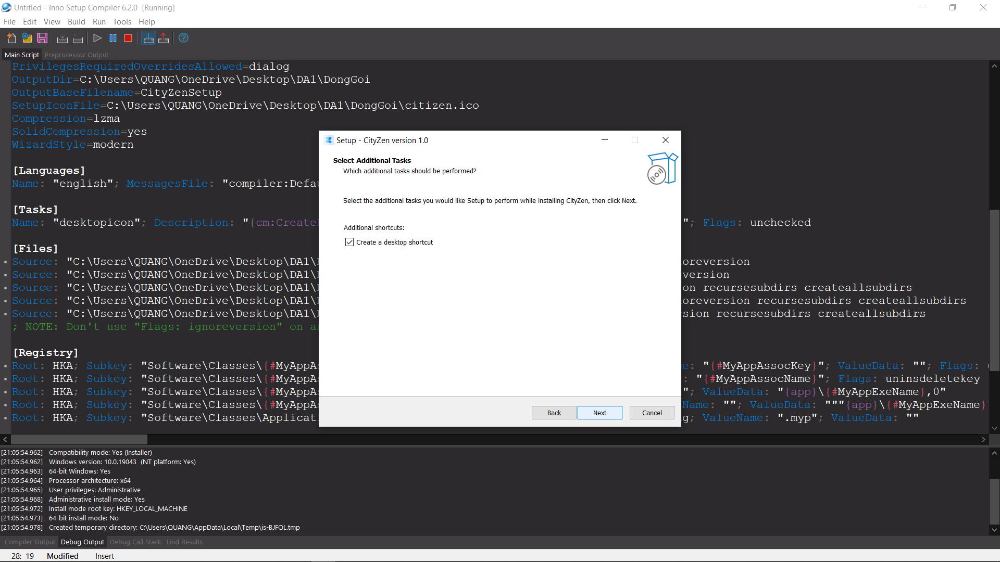 Untitled - Inno Setup Compiler 6.2.0  [Running]
File Edit View Build Run Tools Help
Main Script Preprocessor Output
PrivilegesRequiredOverridesAllowed=dialog
OutputDir=C:\Users\QUANG\OneDrive\Desktop\DA1\DongGoi
OutputBaseFilename=CityZenSetup
SetupIconFile=C:\Users\QUANG\OneDrive\Desktop\DA1\DongGoi\citizen.ico
Compression=lzma
SolidCompression=yes
WizardStyle=modern
[Languages]
Name: "english"; MessagesFile: "compiler:Defau
[Tasks]
Name: "desktopicon"; Description: "{cm:Create "; Flags: unchecked
[Files]
Source: "C:\Users\QUANG\OneDrive\Desktop\DA1\ oreversion
Source: "C:\Users\QUANG\OneDrive\Desktop\DA1\ version
Source: "C:\Users\QUANG\OneDrive\Desktop\DA1\ on recursesubdirs createallsubdirs
Source: "C:\Users\QUANG\OneDrive\Desktop\DA1\ oreversion recursesubdirs createallsubdirs
Source: "C:\Users\QUANG\OneDrive\Desktop\DA1\ sion recursesubdirs createallsubdirs
; NOTE: Don't use "Flags: ignoreversion" on an
[Registry]
Root: HKA; Subkey: "Software\Classes\{#MyAppAs e: "{#MyAppAssocKey}"; ValueData: ""; Flags:
Root: HKA; Subkey: "Software\Classes\{#MyAppAs : "{#MyAppAssocName}"; Flags: uninsdeletekey
Root: HKA; Subkey: "Software\Classes\{#MyAppAs "; ValueData: "{app}\{#MyAppExeName},0"
Root: HKA; Subkey: "Software\Classes\{#MyAppAs Name: ""; ValueData: """{app}\{#MyAppExeName}
Root: HKA; Subkey: "Software\Classes\Applicati g; ValueName: ".myp"; ValueData: ""
Setup - CityZen version 1.0
Select Additional Tasks
Which additional tasks should be performed?
Select the additional tasks you would like Setup to perform while installing CityZen, then click Next.
Additional shortcuts:
Create a desktop shortcut
Back Next Cancel
[21:05:54.962] Compatibility mode: Yes (Installer)
[21:05:54.962] Windows version: 10.0.19043  (NT platform: Yes)
[21:05:54.963] 64-bit Windows: Yes
[21:05:54.964] Processor architecture: x64
[21:05:54.965] User privileges: Administrative
[21:05:54.968] Administrative install mode: Yes
[21:05:54.972] Install mode root key: HKEY_LOCAL_MACHINE
[21:05:54.973] 64-bit install mode: No
[21:05:54.978] Created temporary directory: C:\Users\QUANG\AppData\Local\Temp\is-BJFQL.tmp
Compiler Output Debug Output Debug Call Stack Find Results
28: 19 Modified Insert